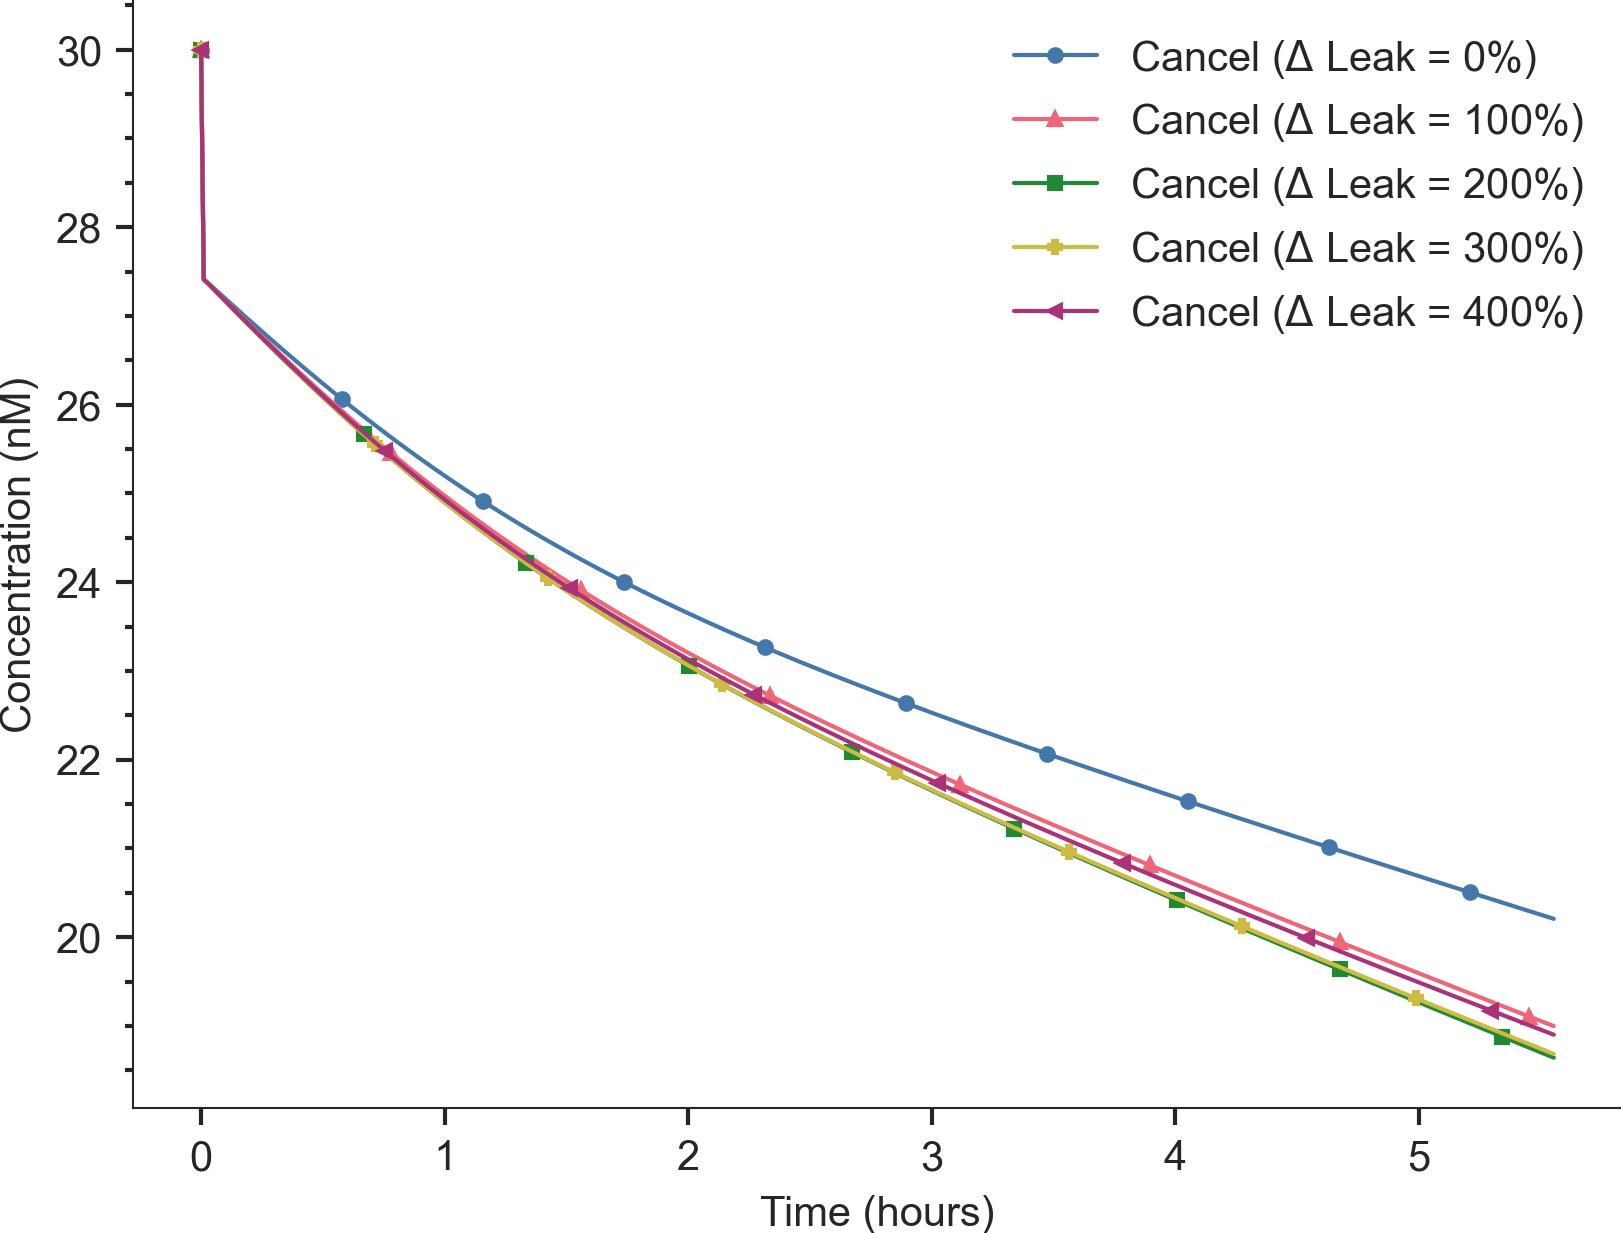 30
28
26
24
22
20
Concentration (nM)
Cancel (Δ Leak = 0%)
Cancel (Δ Leak = 100%)
Cancel (Δ Leak = 200%)
Cancel (Δ Leak = 300%)
Cancel (Δ Leak = 400%)
0 1 2 3 4 5
Time (hours)